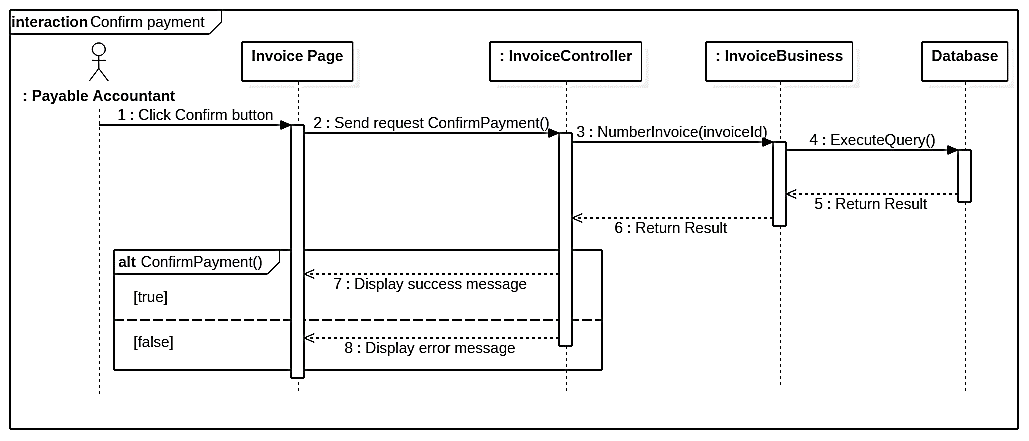 interaction Confirm payment
Invoice Page
: InvoiceController
: InvoiceBusiness
Database
: Payable Accountant
1 : Click Confirm button
2 : Send request ConfirmPayment()
3 : NumberInvoice(invoiceId)
4 : ExecuteQuery()
5 : Return Result
6 : Return Result
alt ConfirmPayment()
7 : Display success message
[true]
[false]
8 : Display error message